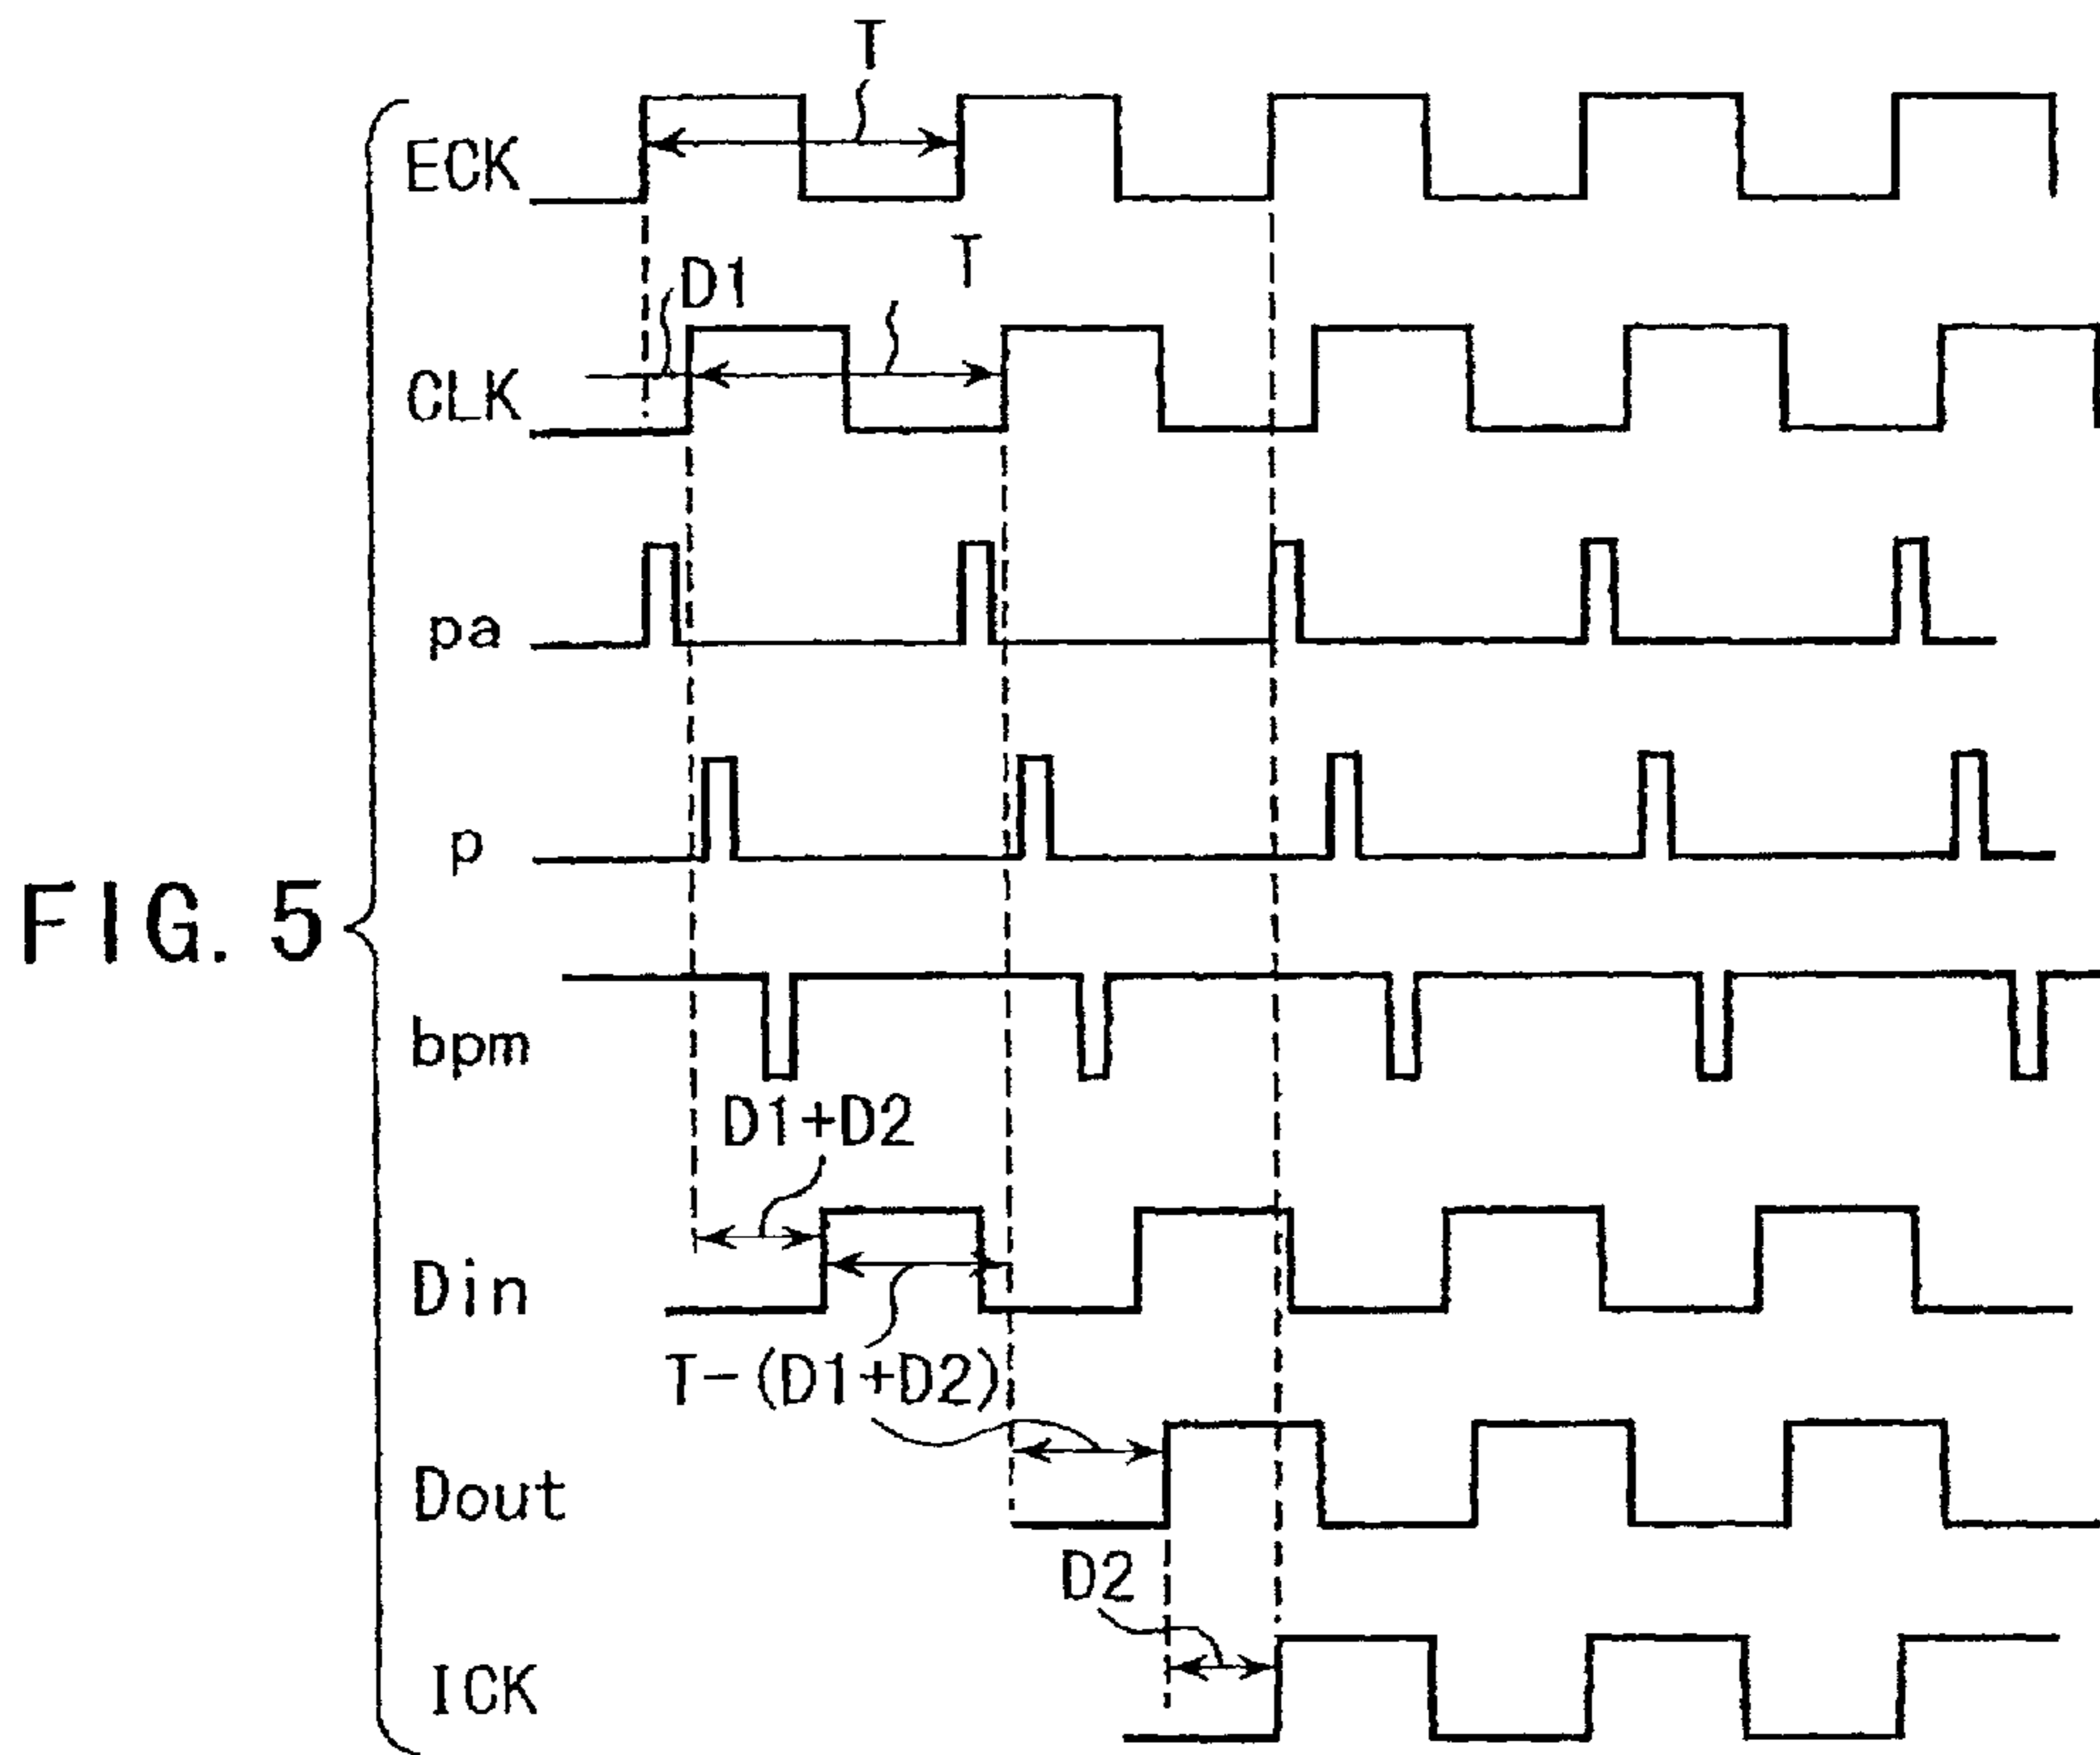 T
ECK
T
D1
CLK
pa
p
FIG. 5
bpm
D1+D2
Din
T-(D1+D2)
Dout
D2
ICK